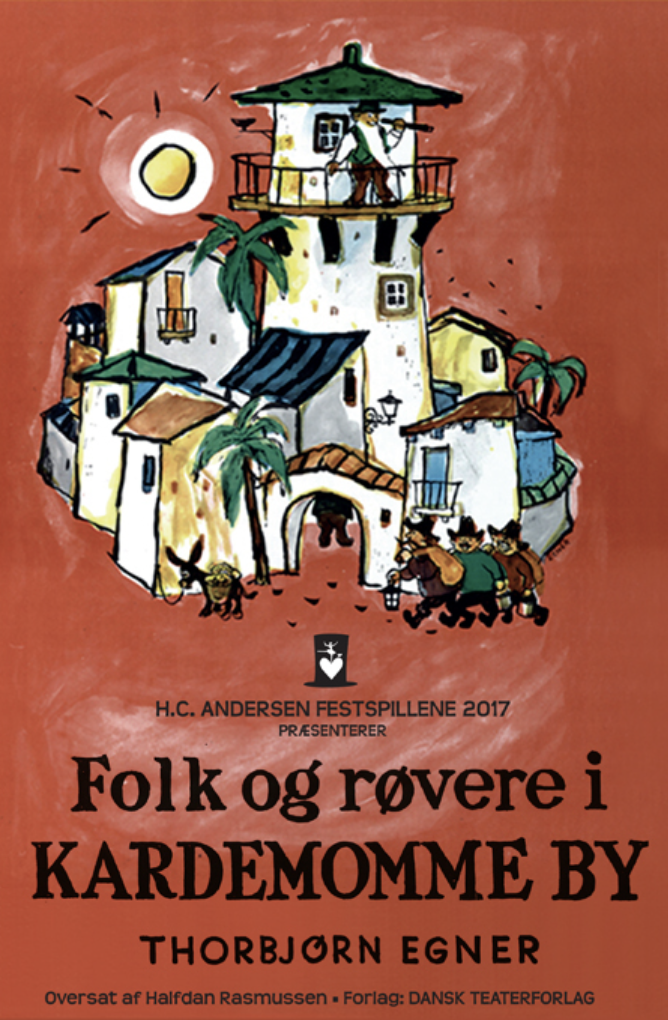 H.C. ANDERSEN FESTSPILLENE 2017
PRÆSENTERER
Folk og røvere i
KARDEMOMME BY
THORBJØRN EGNER
Oversat af Halfdan Rasmussen ▪ Forlag: DANSK TEATERFORLAG